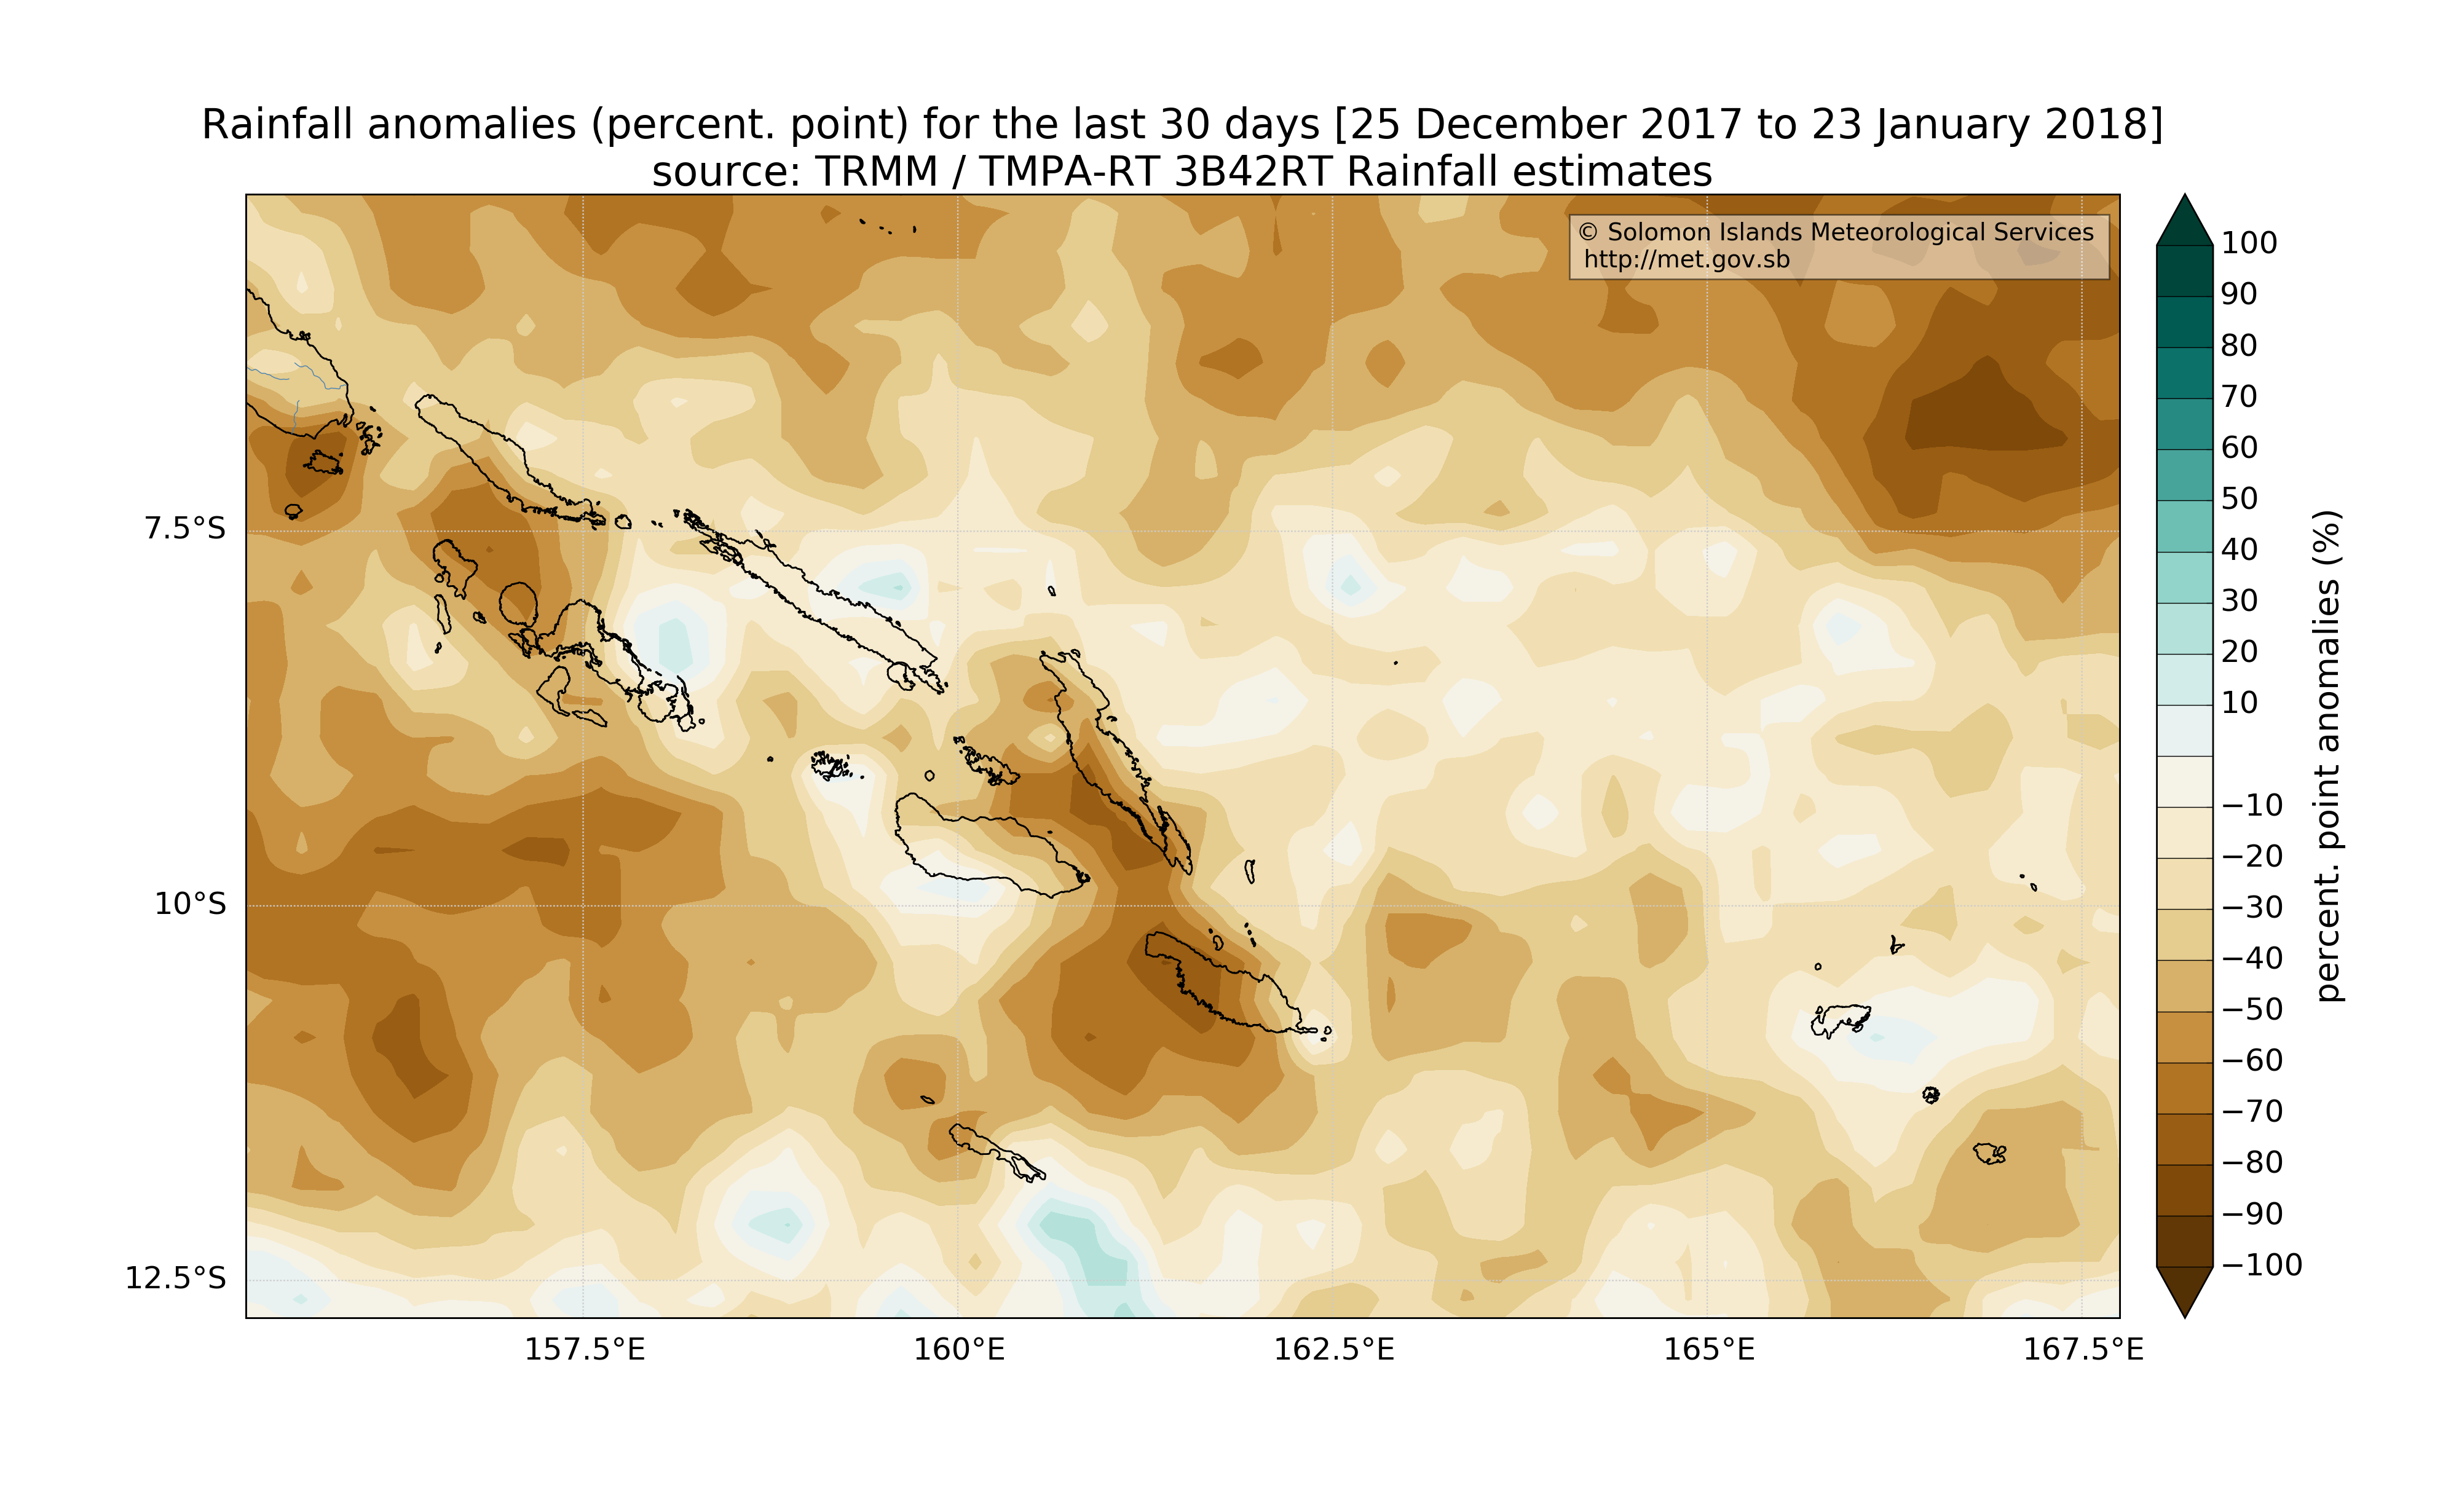 Rainfall anomalies (percent. point) for the last 30 days [25 December 2017 to 23 January 2018]
source: TRMM / TMPA-RT 3B42RT Rainfall estimates
© Solomon Islands Meteorological Services
http://met.gov.sb
7.5°S
10°S
12.5°S
157.5°E
160°E
162.5°E
165°E
167.5°E
100
90
80
70
60
50
40
30
20
10
−10
−20
−30
−40
−50
−60
−70
−80
−90
−100
percent. point anomalies (%)